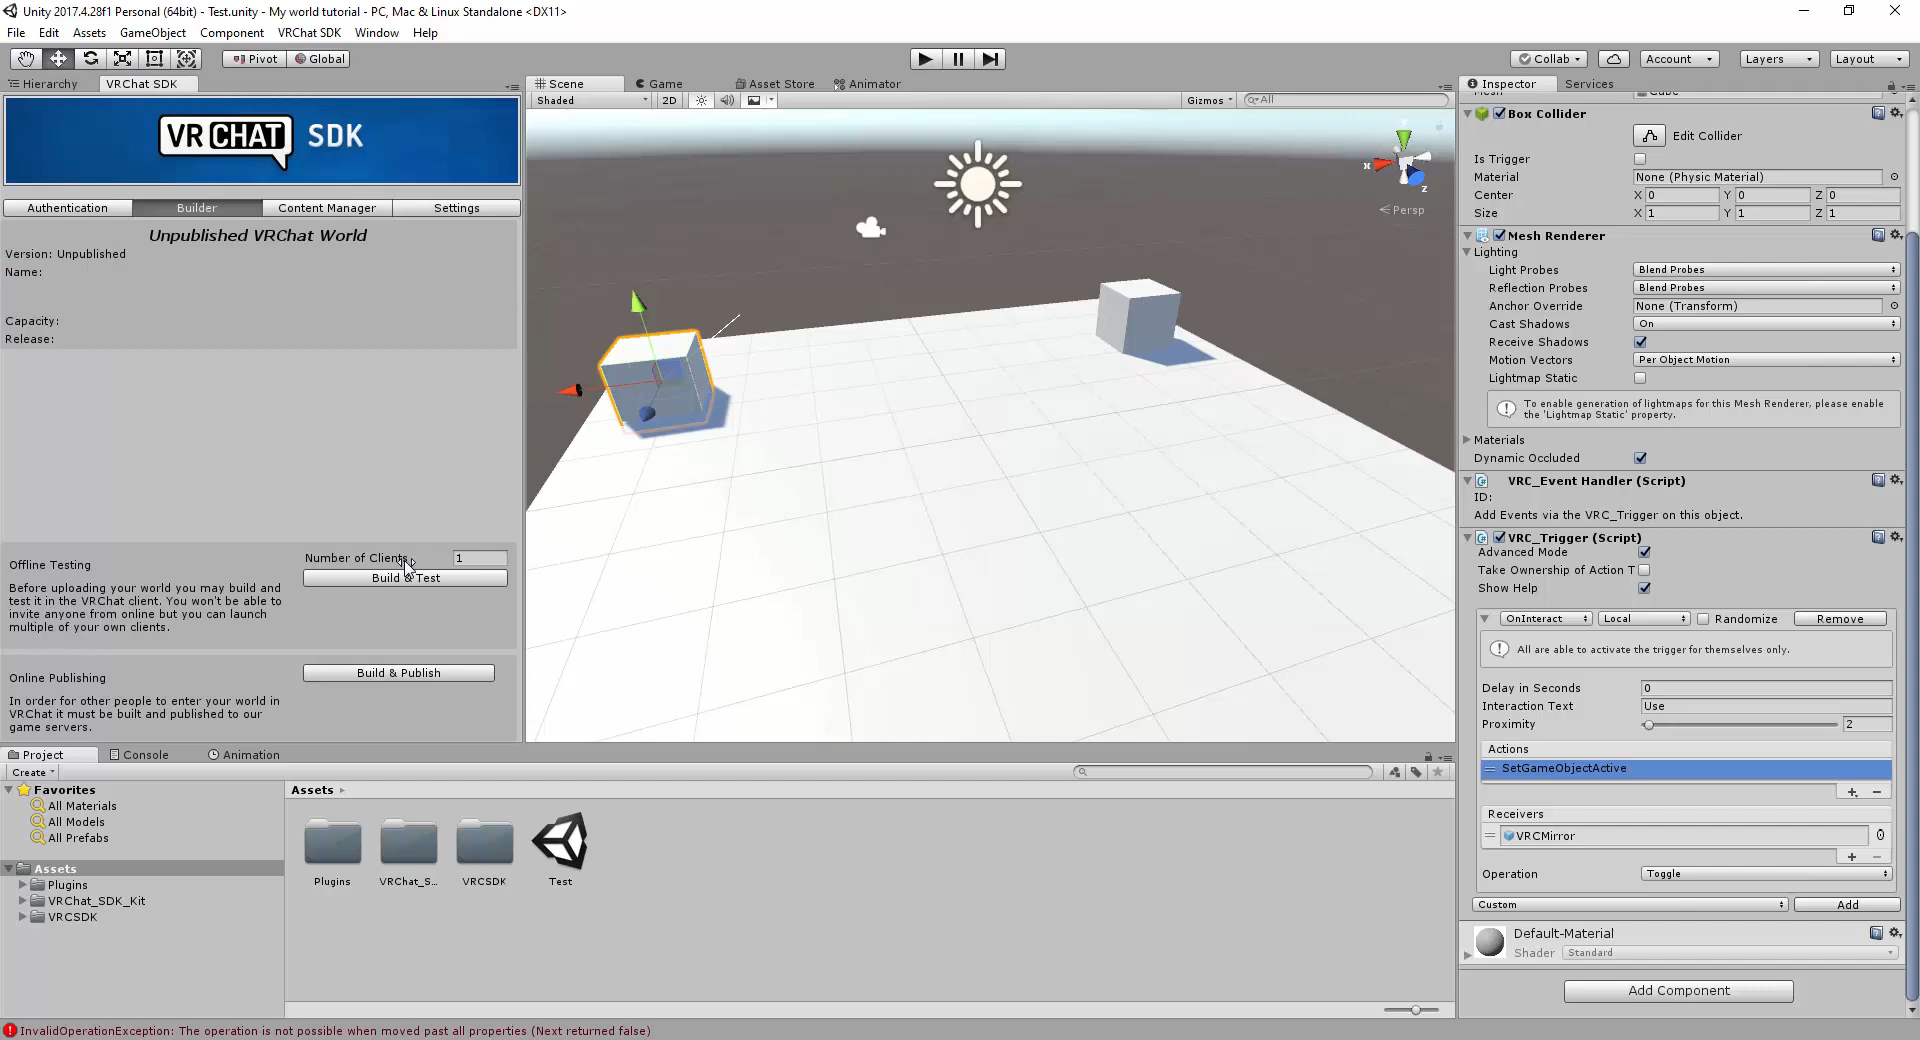 Unity 2017.4.28f1 Personal (64bit) - Test.unity - My world tutorial - PC, Mac & Linux Standalone <DX11>
File Edit Assets GameObject Component VRChat SDK Window Help
Pivot Global Collab Account Layers Layout
Hierarchy VRChat SDK
VRCHAT SDK
Authentication Builder Content Manager Settings
Unpublished VRChat World
Version: Unpublished
Name:
Capacity:
Release:
Offline Testing
Before uploading your world you may build and
test it in the VRChat client. You won't be able to
invite anyone from online but you can launch
multiple of your own clients.
Number of Clients 1
Build & Test
Online Publishing
In order for other people to enter your world in
VRChat it must be built and published to our
game servers.
Build & Publish
Scene Game Asset Store Animator
Shaded 2D Gizmos All
x
z
Persp
Inspector Services
Box Collider
Edit Collider
Is Trigger
Material None (Physic Material)
Center X 0 Y 0 Z 0
Size X 1 Y 1 Z 1
Mesh Renderer
Lighting
Light Probes Blend Probes
Reflection Probes Blend Probes
Anchor Override None (Transform)
Cast Shadows On
Receive Shadows
Motion Vectors Per Object Motion
Lightmap Static
To enable generation of lightmaps for this Mesh Renderer, please enable
the 'Lightmap Static' property.
Materials
Dynamic Occluded
VRC_Event Handler (Script)
ID:
Add Events via the VRC_Trigger on this object.
VRC_Trigger (Script)
Advanced Mode
Take Ownership of Action T
Show Help
OnInteract Local Randomize Remove
All are able to activate the trigger for themselves only.
Delay in Seconds 0
Interaction Text Use
Proximity 2
Actions
SetGameObjectActive
Receivers
VRCMirror
Operation Toggle
Custom Add
Default-Material
Shader Standard
Add Component
Project Console Animation
Create
Favorites
All Materials
All Models
All Prefabs
Assets
Plugins
VRChat_SDK_Kit
VRCSDK
Assets
Plugins VRChat_S... VRCSDK Test
InvalidOperationException: The operation is not possible when moved past all properties (Next returned false)